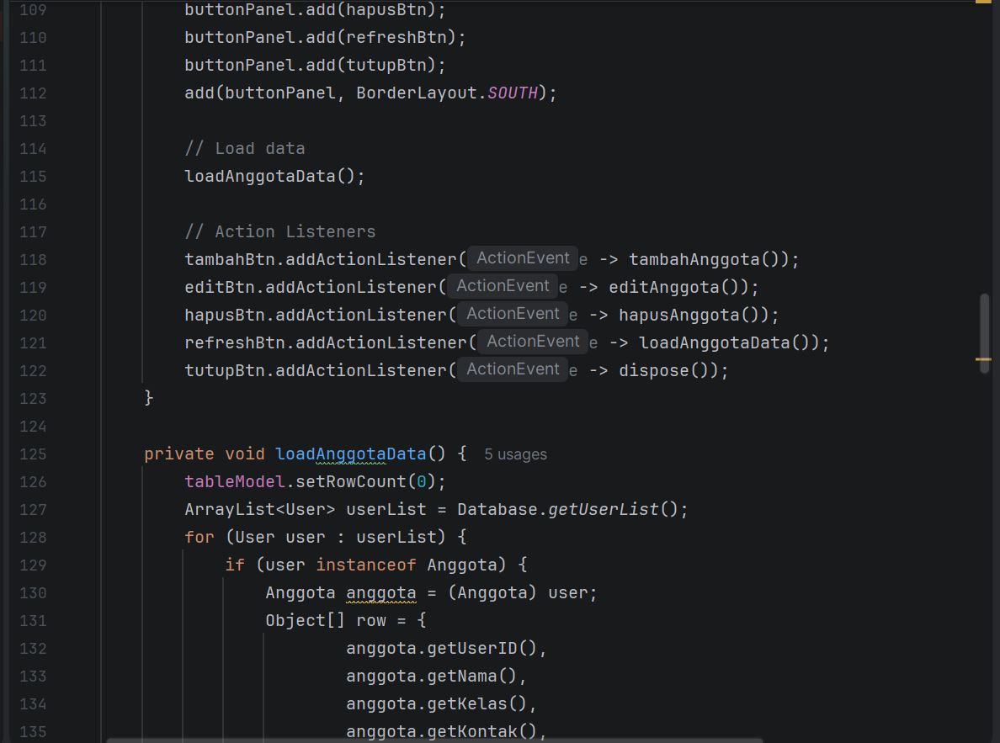 109 buttonPanel.add(hapusBtn);
110 buttonPanel.add(refreshBtn);
111 buttonPanel.add(tutupBtn);
112 add(buttonPanel, BorderLayout.SOUTH);
113
114 // Load data
115 loadAnggotaData();
116
117 // Action Listeners
118 tambahBtn.addActionListener( ActionEvent e -> tambahAnggota());
119 editBtn.addActionListener( ActionEvent e -> editAnggota());
120 hapusBtn.addActionListener( ActionEvent e -> hapusAnggota());
121 refreshBtn.addActionListener( ActionEvent e -> loadAnggotaData());
122 tutupBtn.addActionListener( ActionEvent e -> dispose());
123 }
124
125 private void loadAnggotaData() { 5 usages
126 tableModel.setRowCount(0);
127 ArrayList<User> userList = Database.getUserList();
128 for (User user : userList) {
129 if (user instanceof Anggota) {
130 Anggota anggota = (Anggota) user;
131 Object[] row = {
132 anggota.getUserID(),
133 anggota.getNama(),
134 anggota.getKelas(),
135 anggota.getKontak(),